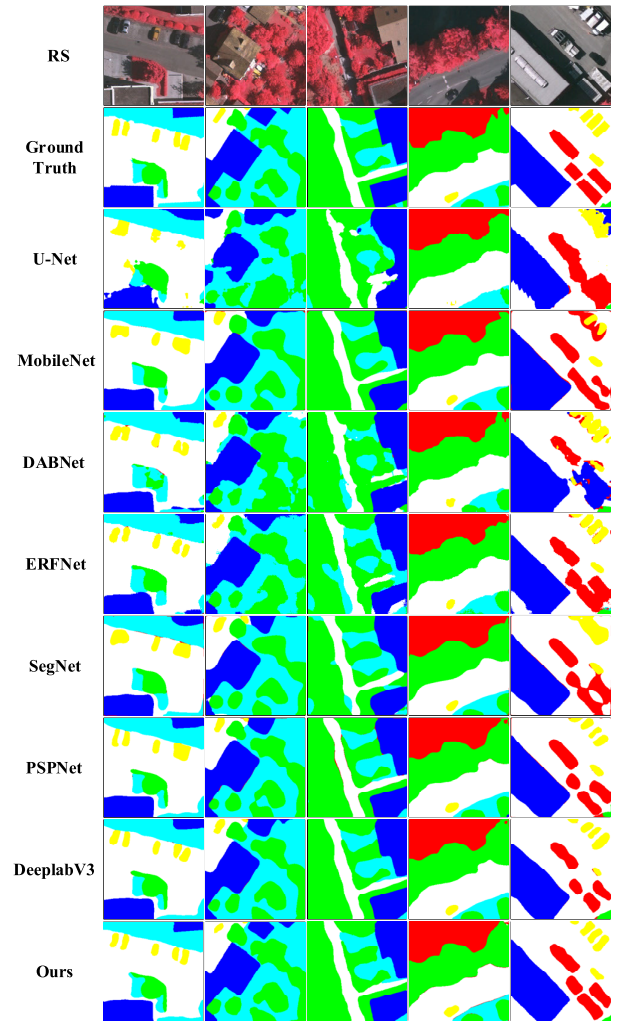 RS
Ground
Truth
U-Net
MobileNet
DABNet
ERFNet
SegNet
PSPNet
DeeplabV3
Ours